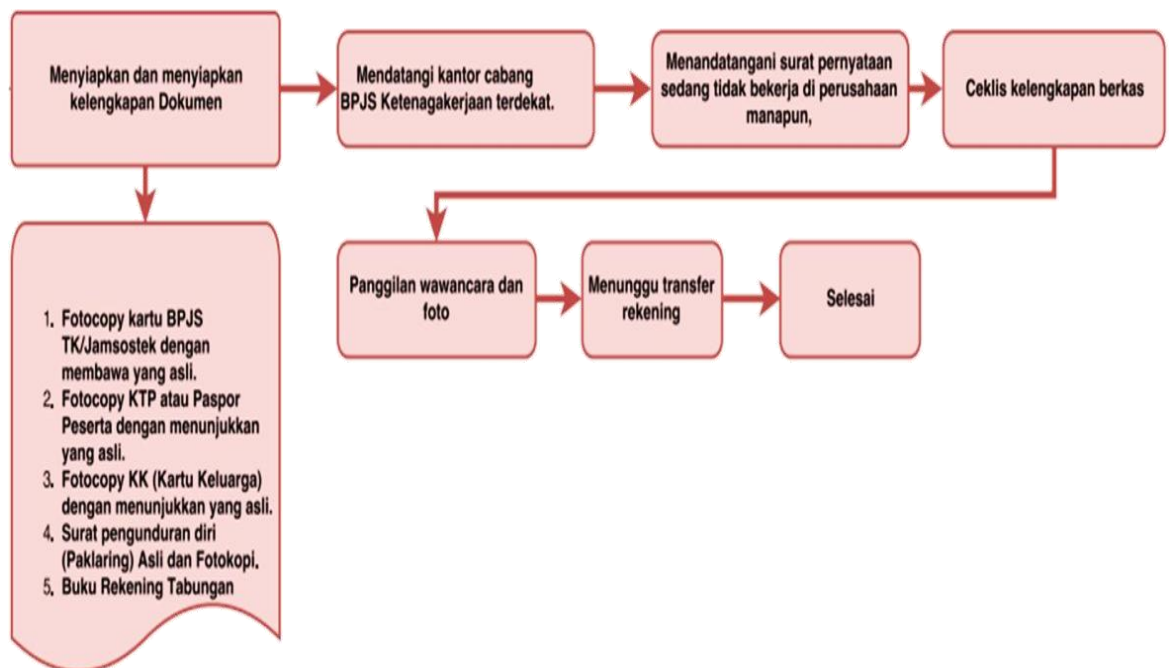 Menyiapkan dan menyiapkan
kelengkapan Dokumen
Mendatangi kantor cabang
BPJS Ketenagakerjaan terdekat.
Menandatangani surat pernyataan
sedang tidak bekerja di perusahaan
manapun,
Ceklis kelengkapan berkas
Panggilan wawancara dan
foto
Menunggu transfer
rekening
Selesai
1. Fotocopy kartu BPJS
TK/Jamsostek dengan
membawa yang asli.
2. Fotocopy KTP atau Paspor
Peserta dengan menunjukkan
yang asli.
3. Fotocopy KK (Kartu Keluarga)
dengan menunjukkan yang asli.
4. Surat pengunduran diri
(Paklaring) Asli dan Fotokopi.
5. Buku Rekening Tabungan